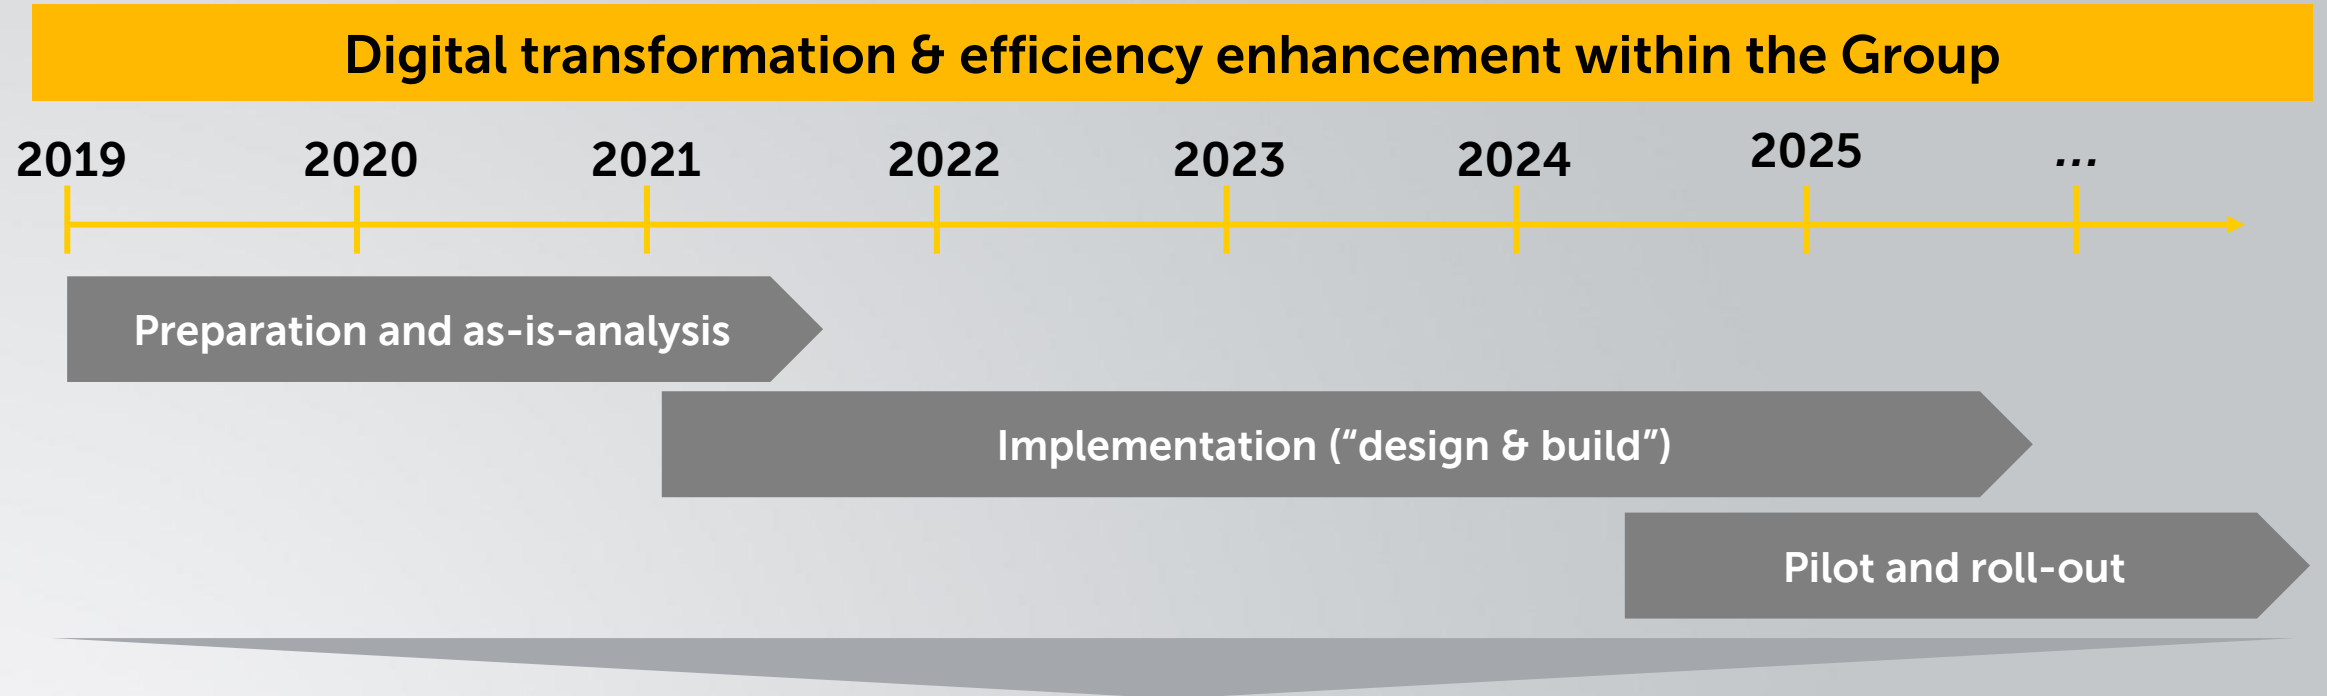 Digital transformation & efficiency enhancement within the Group
2019 2020 2021 2022 2023 2024 2025 ...
Preparation and as-is-analysis
Implementation (“design & build”)
Pilot and roll-out